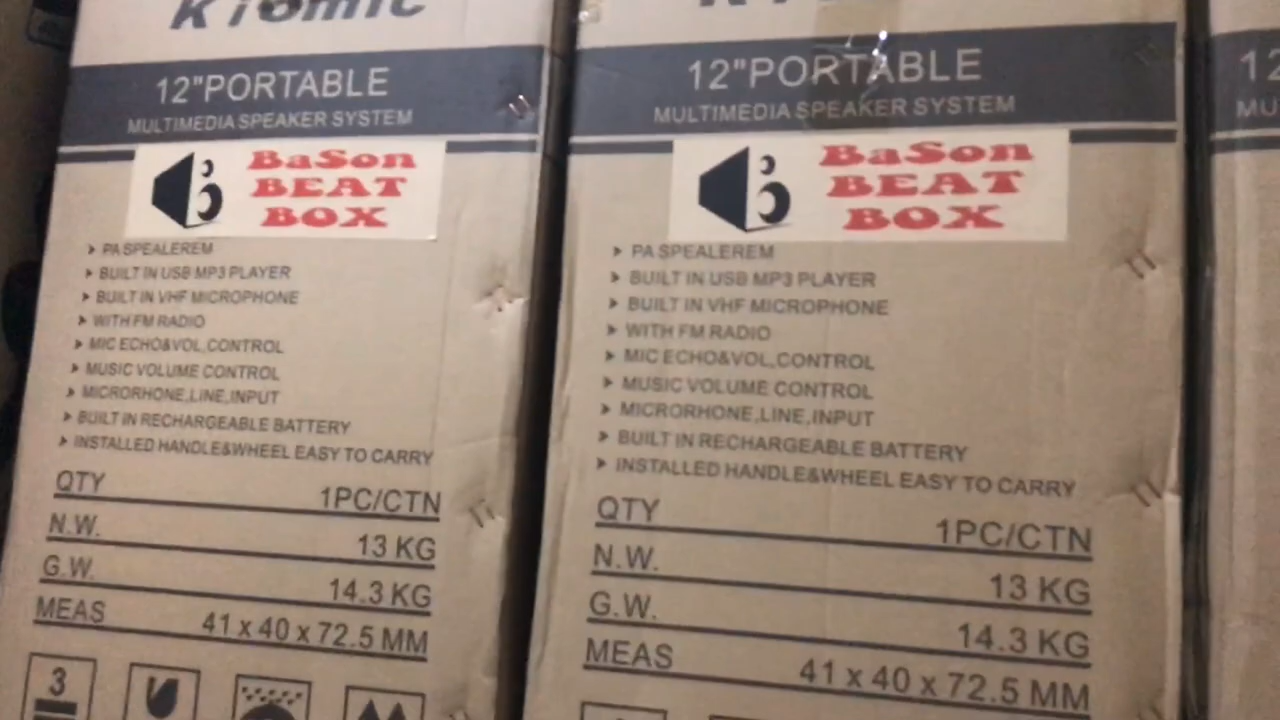 KTomic
12"PORTABLE
MULTIMEDIA SPEAKER SYSTEM
BaSon
BEAT
BOX
PA SPEALEREM
BUILT IN USB MP3 PLAYER
BUILT IN VHF MICROPHONE
WITH FM RADIO
MIC ECHO&VOL,CONTROL
MUSIC VOLUME CONTROL
MICRORHONE,LINE,INPUT
BUILT IN RECHARGEABLE BATTERY
INSTALLED HANDLE&WHEEL EASY TO CARRY
QTY 1PC/CTN
N.W. 13 KG
G.W. 14.3 KG
MEAS 41 x 40 x 72.5 MM
3
12"PORTABLE
MULTIMEDIA SPEAKER SYSTEM
BaSon
BEAT
BOX
PA SPEALEREM
BUILT IN USB MP3 PLAYER
BUILT IN VHF MICROPHONE
WITH FM RADIO
MIC ECHO&VOL,CONTROL
MUSIC VOLUME CONTROL
MICRORHONE,LINE,INPUT
BUILT IN RECHARGEABLE BATTERY
INSTALLED HANDLE&WHEEL EASY TO CARRY
QTY 1PC/CTN
N.W. 13 KG
G.W. 14.3 KG
MEAS 41 x 40 x 72.5 MM
12
MU